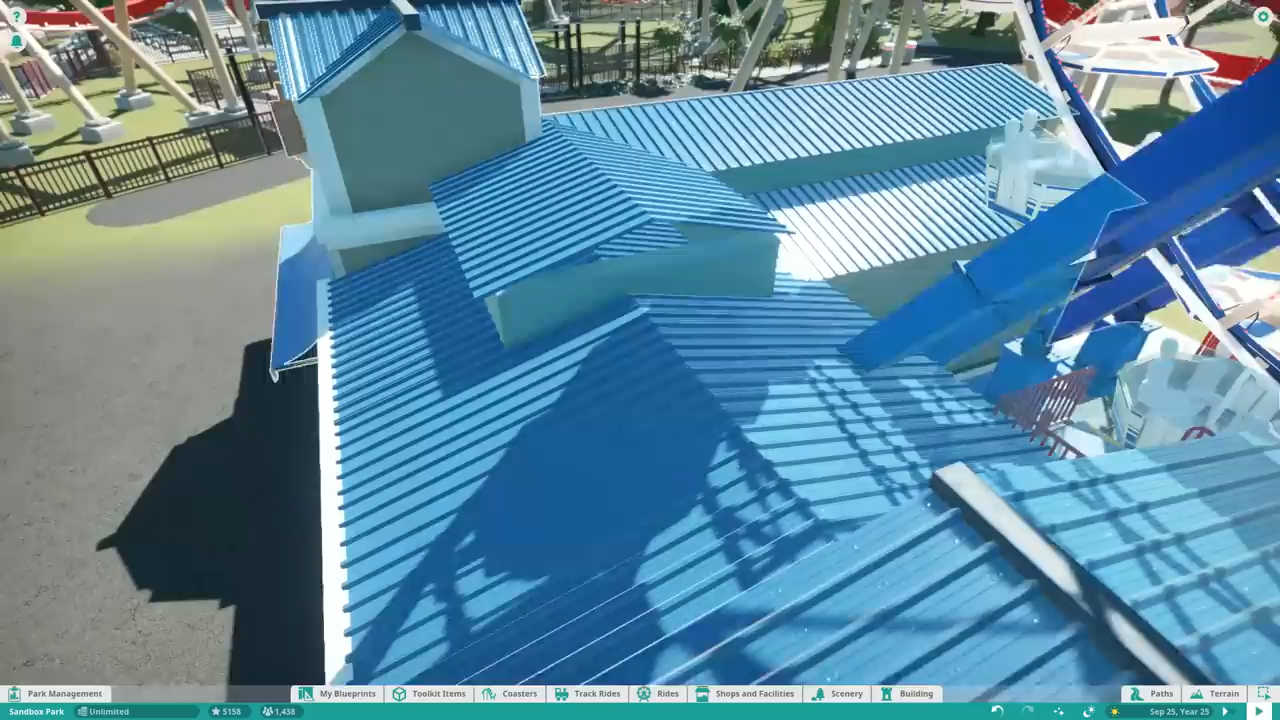 ?
Park Management
My Blueprints
Toolkit Items
Coasters
Track Rides
Rides
Shops and Facilities
Scenery
Building
Paths
Terrain
Sandbox Park
Unlimited
5158
1,438
Sep 25, Year 25